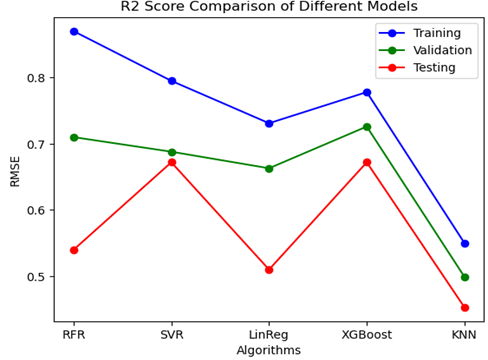 R2 Score Comparison of Different Models
Training
Validation
Testing
RMSE
0.8
0.7
0.6
0.5
RFR SVR LinReg XGBoost KNN
Algorithms